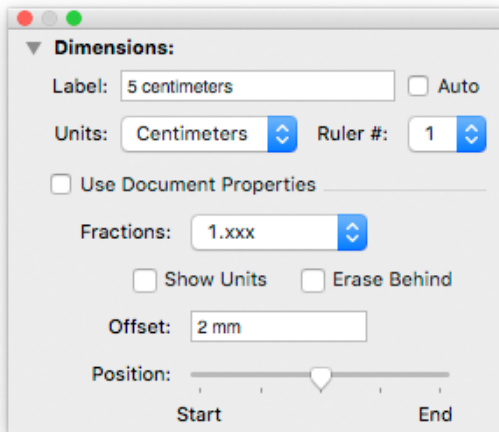 Dimensions:
Label: 5 centimeters Auto
Units: Centimeters Ruler #: 1
Use Document Properties
Fractions: 1.xxx
Show Units Erase Behind
Offset: 2 mm
Position:
Start End